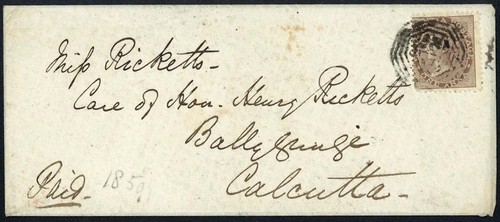 Miss Ricketts -
Care of Hon. Henry Ricketts
Ballygunge
Calcutta -
Paid -
1859